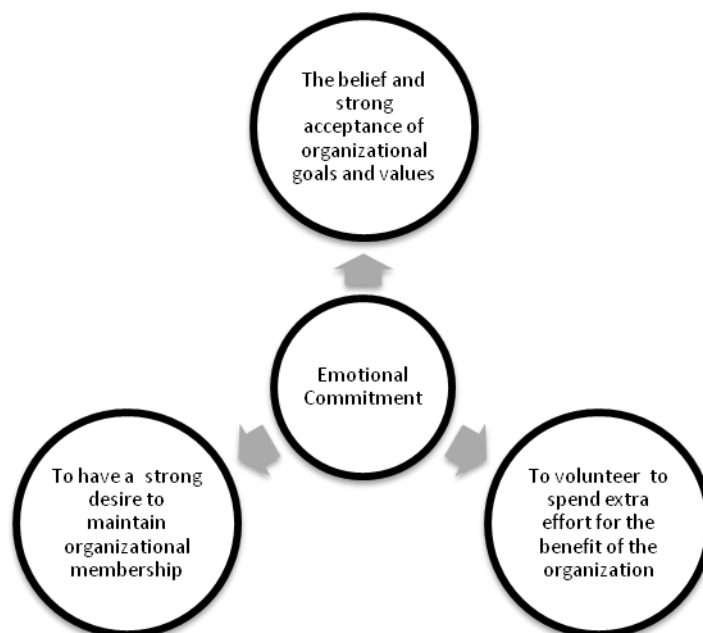 The belief and
strong
acceptance of
organizational
goals and values
Emotional
Commitment
To have a strong
desire to
maintain
organizational
membership
To volunteer to
spend extra
effort for the
benefit of the
organization